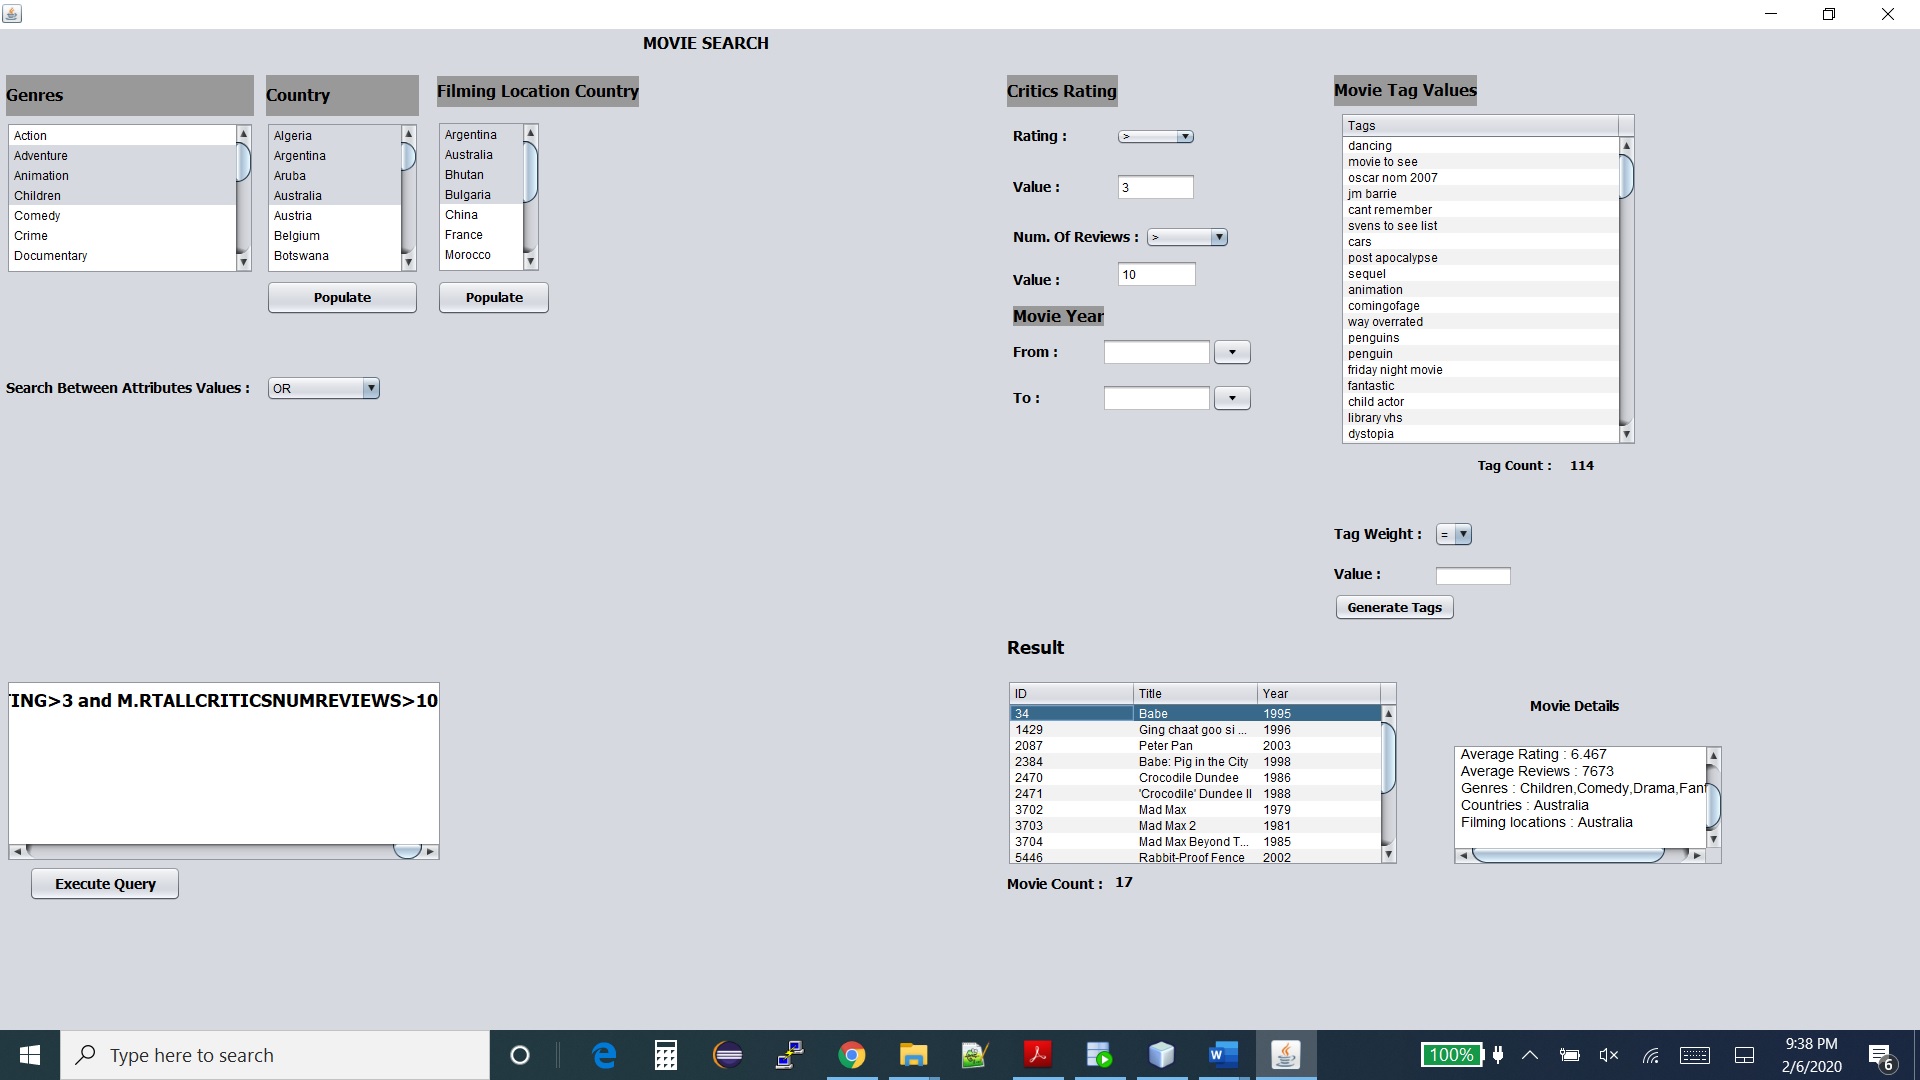 MOVIE SEARCH
Genres
Action
Adventure
Animation
Children
Comedy
Crime
Documentary
Country
Algeria
Argentina
Aruba
Australia
Austria
Belgium
Botswana
Populate
Filming Location Country
Argentina
Australia
Bhutan
Bulgaria
China
France
Morocco
Populate
Search Between Attributes Values : OR
TING>3 and M.RTALLCRITICSNUMREVIEWS>10
Execute Query
Critics Rating
Rating : >
Value : 3
Num. Of Reviews : >
Value : 10
Movie Year
From :
To :
Movie Tag Values
Tags
dancing
movie to see
oscar nom 2007
jm barrie
cant remember
svens to see list
cars
post apocalypse
sequel
animation
comingofage
way overrated
penguins
penguin
friday night movie
fantastic
child actor
library vhs
dystopia
Tag Count : 114
Tag Weight : =
Value :
Generate Tags
Result
ID Title Year
34 Babe 1995
1429 Ging chaat goo si ... 1996
2087 Peter Pan 2003
2384 Babe: Pig in the City 1998
2470 Crocodile Dundee 1986
2471 'Crocodile' Dundee II 1988
3702 Mad Max 1979
3703 Mad Max 2 1981
3704 Mad Max Beyond T... 1985
5446 Rabbit-Proof Fence 2002
Movie Count : 17
Movie Details
Average Rating : 6.467
Average Reviews : 7673
Genres : Children,Comedy,Drama,Fant
Countries : Australia
Filming locations : Australia
Type here to search
100%
9:38 PM
2/6/2020
6